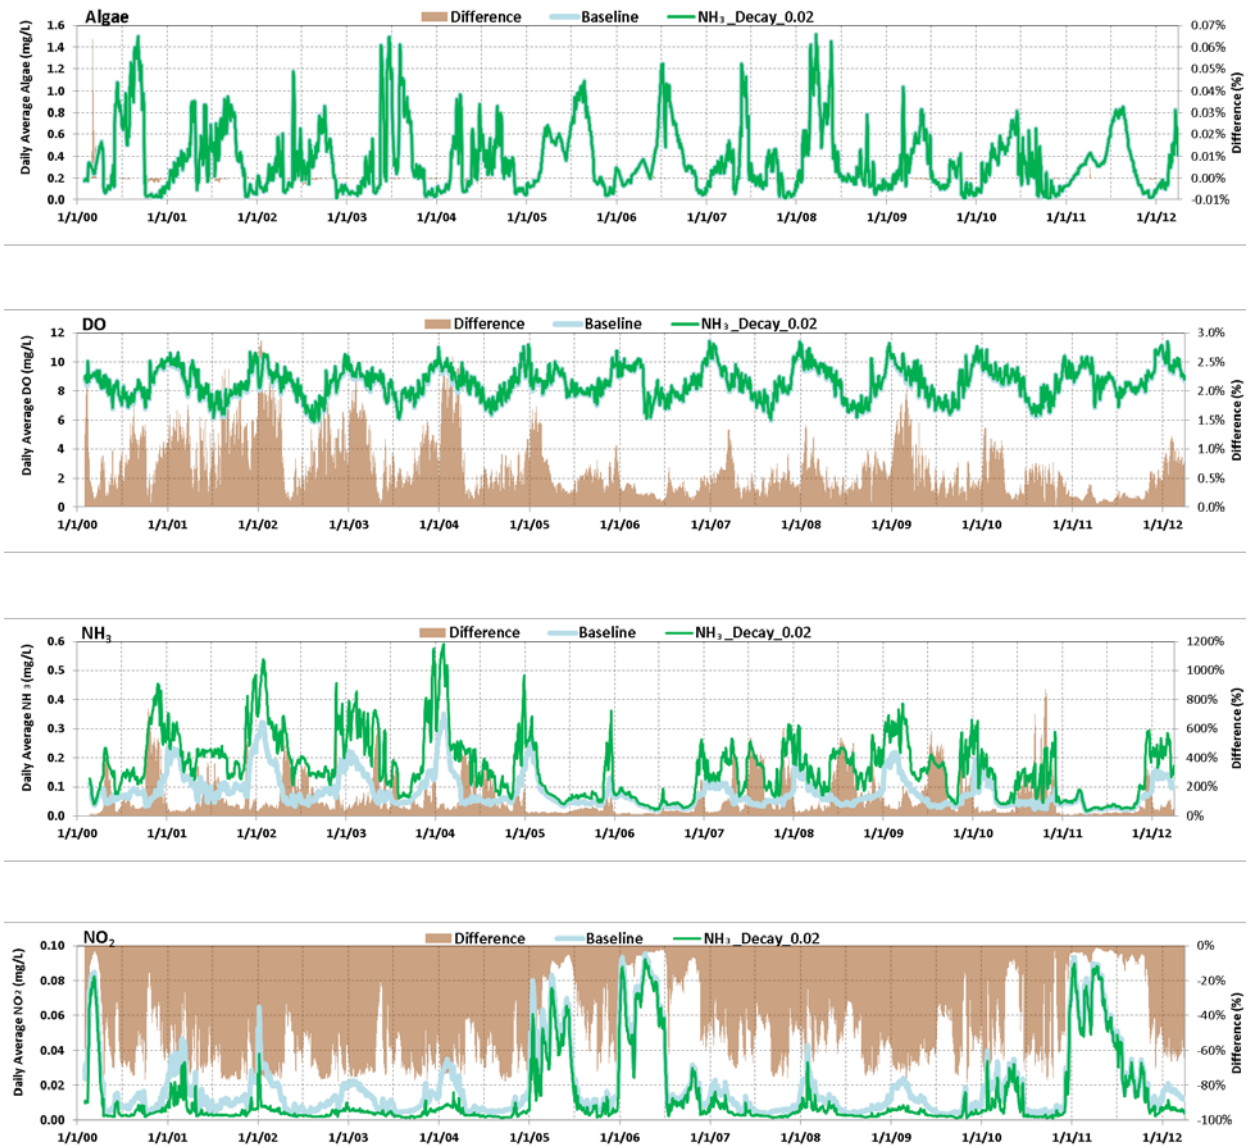 Algae
Difference Baseline NH₃_Decay_0.02
Daily Average Algae (mg/L)
1.6
1.4
1.2
1.0
0.8
0.6
0.4
0.2
0.0
0.07%
0.06%
0.05%
0.04%
0.03%
0.02%
0.01%
0.00%
-0.01%
Difference (%)
1/1/00 1/1/01 1/1/02 1/1/03 1/1/04 1/1/05 1/1/06 1/1/07 1/1/08 1/1/09 1/1/10 1/1/11 1/1/12
DO
Difference Baseline NH₃_Decay_0.02
Daily Average DO (mg/L)
12
10
8
6
4
2
0
3.0%
2.5%
2.0%
1.5%
1.0%
0.5%
0.0%
Difference (%)
1/1/00 1/1/01 1/1/02 1/1/03 1/1/04 1/1/05 1/1/06 1/1/07 1/1/08 1/1/09 1/1/10 1/1/11 1/1/12
NH₃
Difference Baseline NH₃_Decay_0.02
Daily Average NH ₃ (mg/L)
0.6
0.5
0.4
0.3
0.2
0.1
0.0
1200%
1000%
800%
600%
400%
200%
0%
Difference (%)
1/1/00 1/1/01 1/1/02 1/1/03 1/1/04 1/1/05 1/1/06 1/1/07 1/1/08 1/1/09 1/1/10 1/1/11 1/1/12
NO₂
Difference Baseline NH₃_Decay_0.02
Daily Average NO² (mg/L)
0.10
0.08
0.06
0.04
0.02
0.00
0%
-20%
-40%
-60%
-80%
-100%
Difference (%)
1/1/00 1/1/01 1/1/02 1/1/03 1/1/04 1/1/05 1/1/06 1/1/07 1/1/08 1/1/09 1/1/10 1/1/11 1/1/12